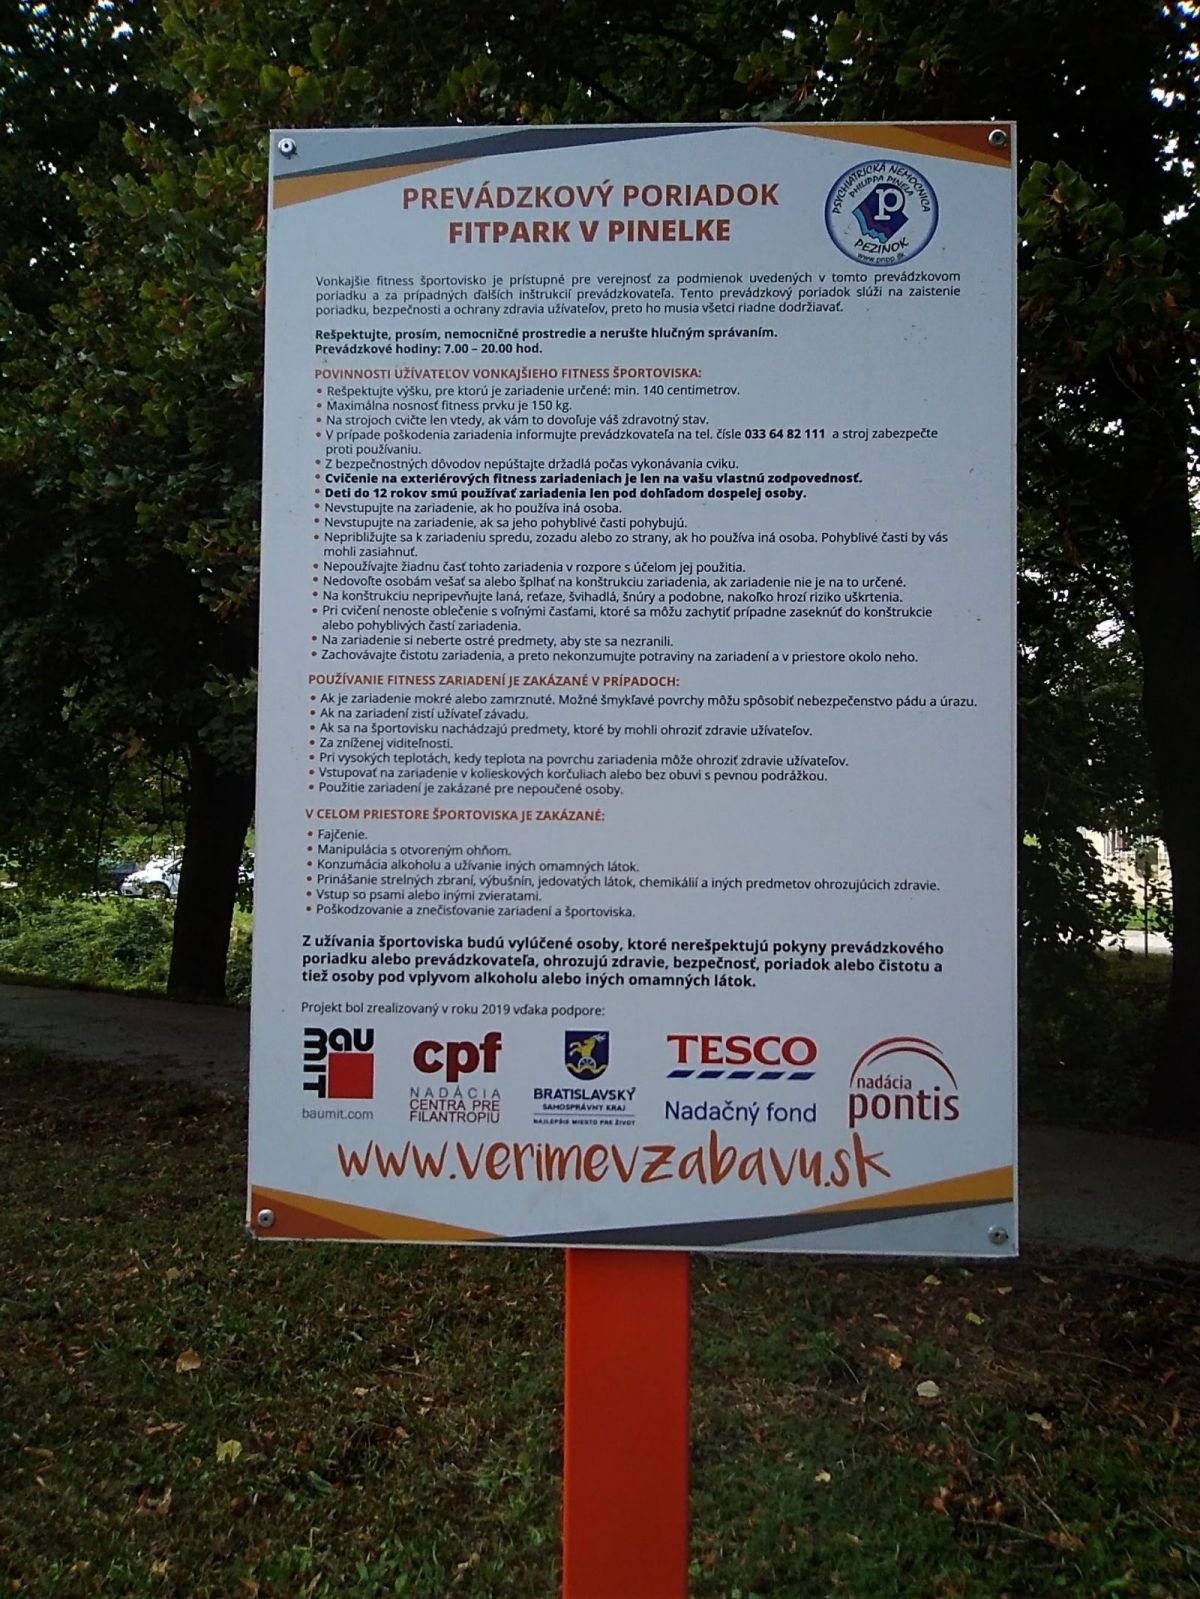 PREVÁDZKOVÝ PORIADOK
FITPARK V PINELKE
PSYCHIATRICKÁ NEMOCNICA
PHILIPPA PINELA
P
PEZINOK
www.pnpp.sk
Vonkajšie fitness športovisko je prístupné pre verejnosť za podmienok uvedených v tomto prevádzkovom
poriadku a za prípadných ďalších inštrukcií prevádzkovateľa. Tento prevádzkový poriadok slúži na zaistenie
poriadku, bezpečnosti a ochrany zdravia užívateľov, preto ho musia všetci riadne dodržiavať.
Rešpektujte, prosím, nemocničné prostredie a nerušte hlučným správaním.
Prevádzkové hodiny: 7.00 – 20.00 hod.
POVINNOSTI UŽÍVATEĽOV VONKAJŠIEHO FITNESS ŠPORTOVISKA:
• Rešpektujte výšku, pre ktorú je zariadenie určené: min. 140 centimetrov.
• Maximálna nosnosť fitness prvku je 150 kg.
• Na strojoch cvičte len vtedy, ak vám to dovoľuje váš zdravotný stav.
• V prípade poškodenia zariadenia informujte prevádzkovateľa na tel. čísle 033 64 82 111 a stroj zabezpečte
proti používaniu.
• Z bezpečnostných dôvodov nepúšťajte držadlá počas vykonávania cviku.
• Cvičenie na exteriérových fitness zariadeniach je len na vašu vlastnú zodpovednosť.
• Deti do 12 rokov smú používať zariadenia len pod dohľadom dospelej osoby.
• Nevstupujte na zariadenie, ak ho používa iná osoba.
• Nevstupujte na zariadenie, ak sa jeho pohyblivé časti pohybujú.
• Nepribližujte sa k zariadeniu spredu, zozadu alebo zo strany, ak ho používa iná osoba. Pohyblivé časti by vás
mohli zasiahnuť.
• Nepoužívajte žiadnu časť tohto zariadenia v rozpore s účelom jej použitia.
• Nedovoľte osobám vešať sa alebo šplhať na konštrukciu zariadenia, ak zariadenie nie je na to určené.
• Na konštrukciu nepripevňujte laná, reťaze, švihadlá, šnúry a podobne, nakoľko hrozí riziko uškrtenia.
• Pri cvičení nenoste oblečenie s voľnými časťami, ktoré sa môžu zachytiť prípadne zaseknúť do konštrukcie
alebo pohyblivých častí zariadenia.
• Na zariadenie si neberte ostré predmety, aby ste sa nezranili.
• Zachovávajte čistotu zariadenia, a preto nekonzumujte potraviny na zariadení a v priestore okolo neho.
POUŽÍVANIE FITNESS ZARIADENÍ JE ZAKÁZANÉ V PRÍPADOCH:
• Ak je zariadenie mokré alebo zamrznuté. Možné šmykľavé povrchy môžu spôsobiť nebezpečenstvo pádu a úrazu.
• Ak na zariadení zistí užívateľ závadu.
• Ak sa na športovisku nachádzajú predmety, ktoré by mohli ohroziť zdravie užívateľov.
• Za zníženej viditeľnosti.
• Pri vysokých teplotách, kedy teplota na povrchu zariadenia môže ohroziť zdravie užívateľov.
• Vstupovať na zariadenie v kolieskových korčuliach alebo bez obuvi s pevnou podrážkou.
• Použitie zariadení je zakázané pre nepoučené osoby.
V CELOM PRIESTORE ŠPORTOVISKA JE ZAKÁZANÉ:
• Fajčenie.
• Manipulácia s otvoreným ohňom.
• Konzumácia alkoholu a užívanie iných omamných látok.
• Prinášanie strelných zbraní, výbušnín, jedovatých látok, chemikálií a iných predmetov ohrozujúcich zdravie.
• Vstup so psami alebo inými zvieratami.
• Poškodzovanie a znečisťovanie zariadení a športoviska.
Z užívania športoviska budú vylúčené osoby, ktoré nerešpektujú pokyny prevádzkového
poriadku alebo prevádzkovateľa, ohrozujú zdravie, bezpečnosť, poriadok alebo čistotu a
tiež osoby pod vplyvom alkoholu alebo iných omamných látok.
Projekt bol zrealizovaný v roku 2019 vďaka podpore:
BAUMIT
baumit.com
cpf
NADÁCIA
CENTRA PRE
FILANTROPIU
BRATISLAVSKÝ
SAMOSPRÁVNY KRAJ
NAJLEPŠIE MIESTO PRE ŽIVOT
TESCO
Nadačný fond
nadácia
pontis
www.verimevzabavu.sk